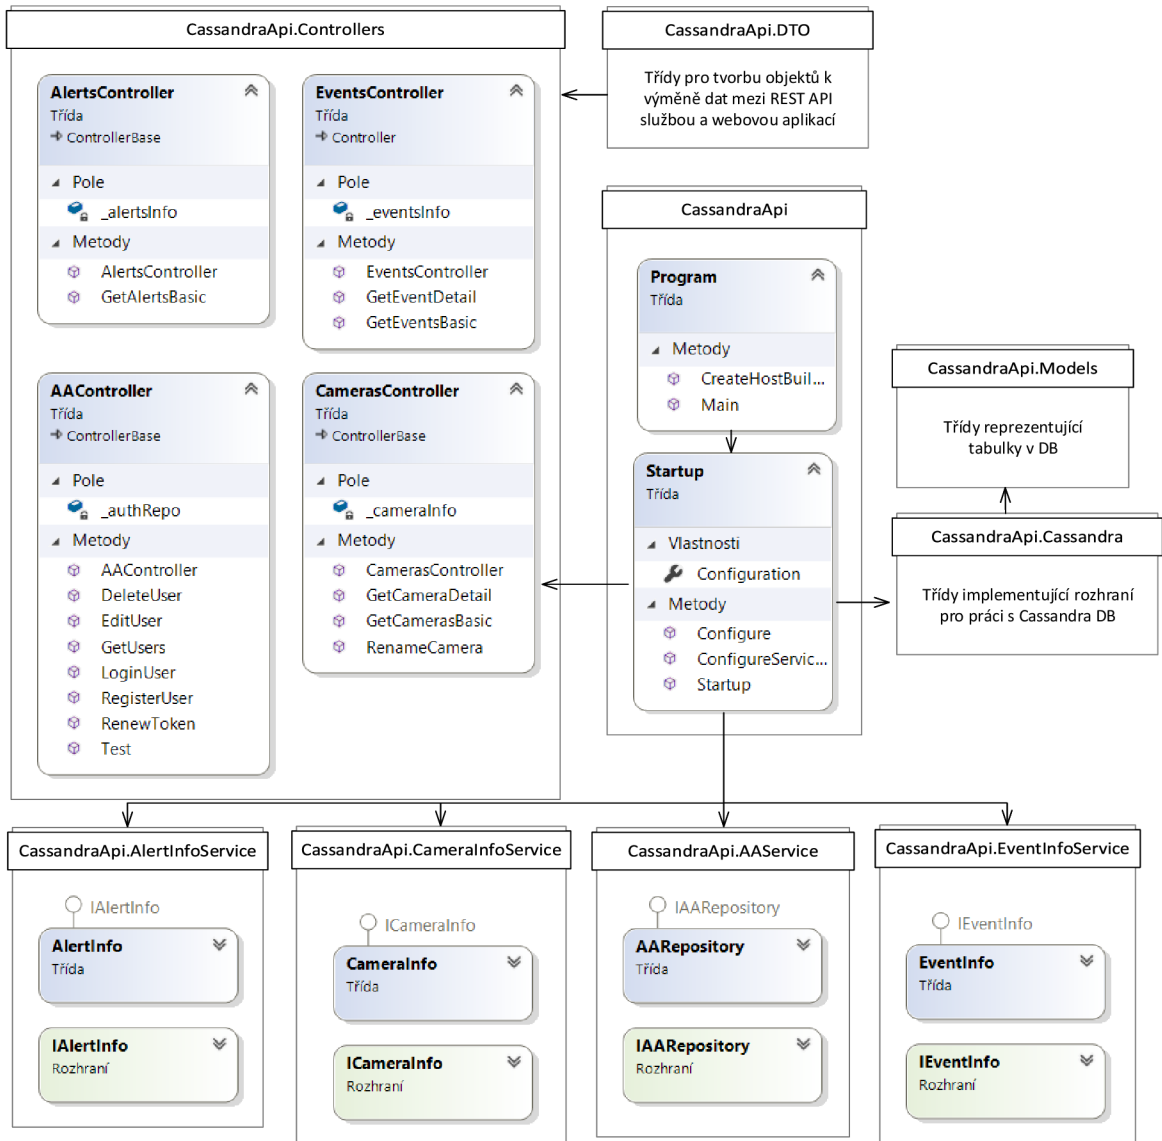 CassandraApi.Controllers
AlertsController
Třída
ControllerBase
Pole
_alertsInfo
Metody
AlertsController
GetAlertsBasic
EventsController
Třída
Controller
Pole
_eventsInfo
Metody
EventsController
GetEventDetail
GetEventsBasic
AAController
Třída
ControllerBase
Pole
_authRepo
Metody
AAController
DeleteUser
EditUser
GetUsers
LoginUser
RegisterUser
RenewToken
Test
CamerasController
Třída
ControllerBase
Pole
_cameraInfo
Metody
CamerasController
GetCameraDetail
GetCamerasBasic
RenameCamera
CassandraApi.DTO
Třídy pro tvorbu objektů k
výměně dat mezi REST API
službou a webovou aplikací
CassandraApi
Program
Třída
Metody
CreateHostBuil...
Main
Startup
Třída
Vlastnosti
Configuration
Metody
Configure
ConfigureServic...
Startup
CassandraApi.Models
Třídy reprezentující
tabulky v DB
CassandraApi.Cassandra
Třídy implementující rozhraní
pro práci s Cassandra DB
CassandraApi.AlertInfoService
IAlertInfo
AlertInfo
Třída
IAlertInfo
Rozhraní
CassandraApi.CameraInfoService
ICameraInfo
CameraInfo
Třída
ICameraInfo
Rozhraní
CassandraApi.AAService
IAARepository
AARepository
Třída
IAARepository
Rozhraní
CassandraApi.EventInfoService
IEventInfo
EventInfo
Třída
IEventInfo
Rozhraní